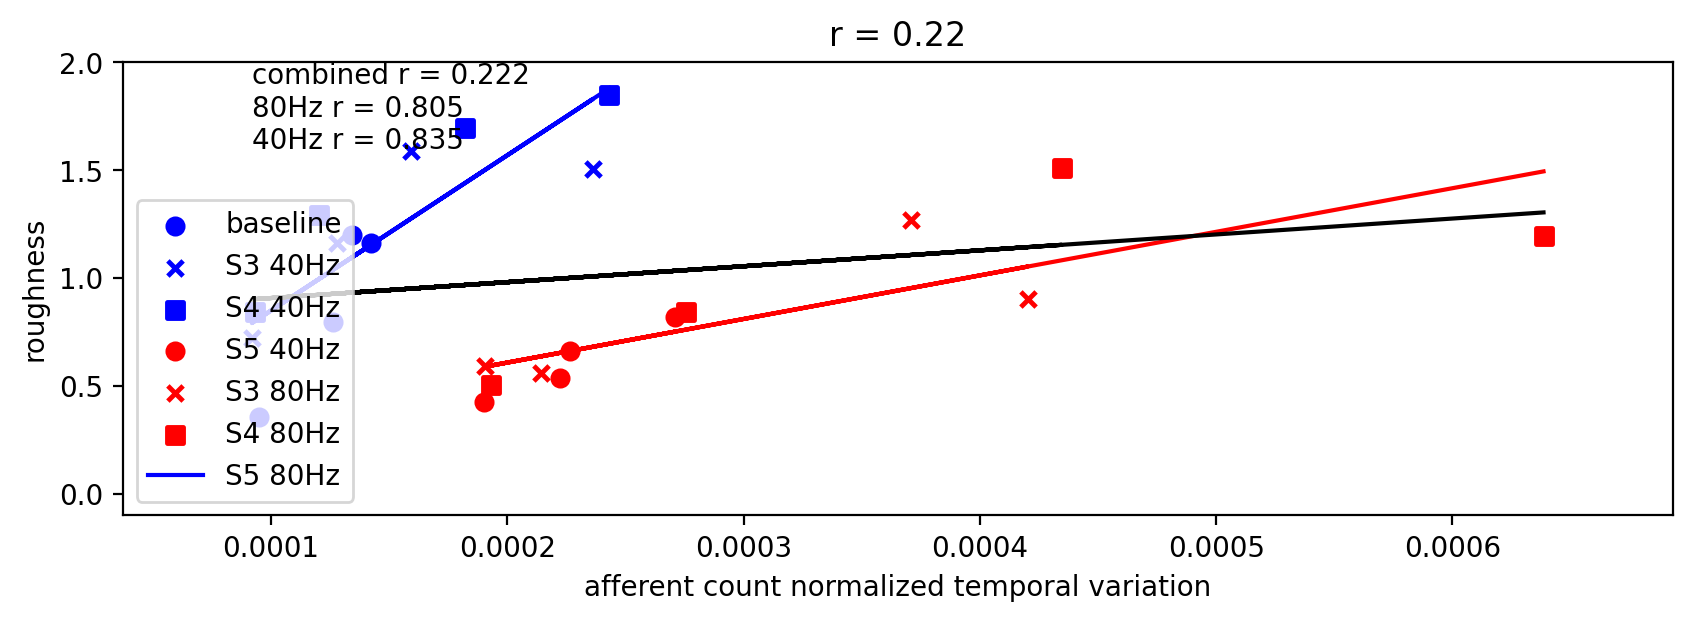 r = 0.22
combined r = 0.222
80Hz r = 0.805
40Hz r = 0.835
2.0
1.5
1.0
0.5
0.0
roughness
baseline
S3 40Hz
S4 40Hz
S5 40Hz
S3 80Hz
S4 80Hz
S5 80Hz
0.0001 0.0002 0.0003 0.0004 0.0005 0.0006
afferent count normalized temporal variation